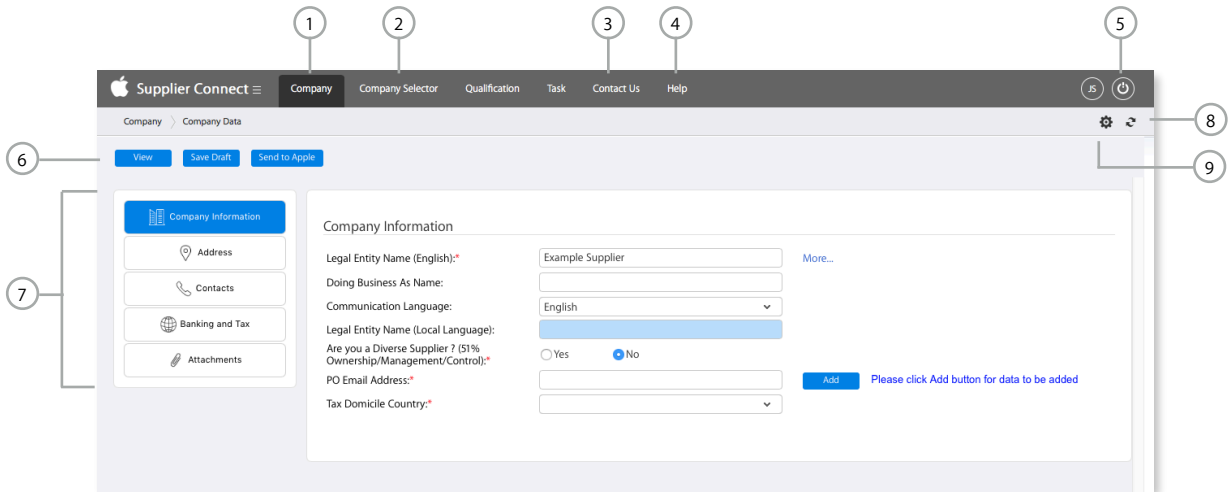 1 2 3 4 5
Supplier Connect Company Company Selector Qualification Task Contact Us Help JS
Company Company Data 8
6 View Save Draft Send to Apple 9
Company Information
Company Information
Address
Legal Entity Name (English):* Example Supplier More...
Doing Business As Name:
7 Contacts
Communication Language: English
Banking and Tax
Legal Entity Name (Local Language):
Attachments
Are you a Diverse Supplier ? (51%
Ownership/Management/Control):* Yes No
PO Email Address:* Add Please click Add button for data to be added
Tax Domicile Country:*